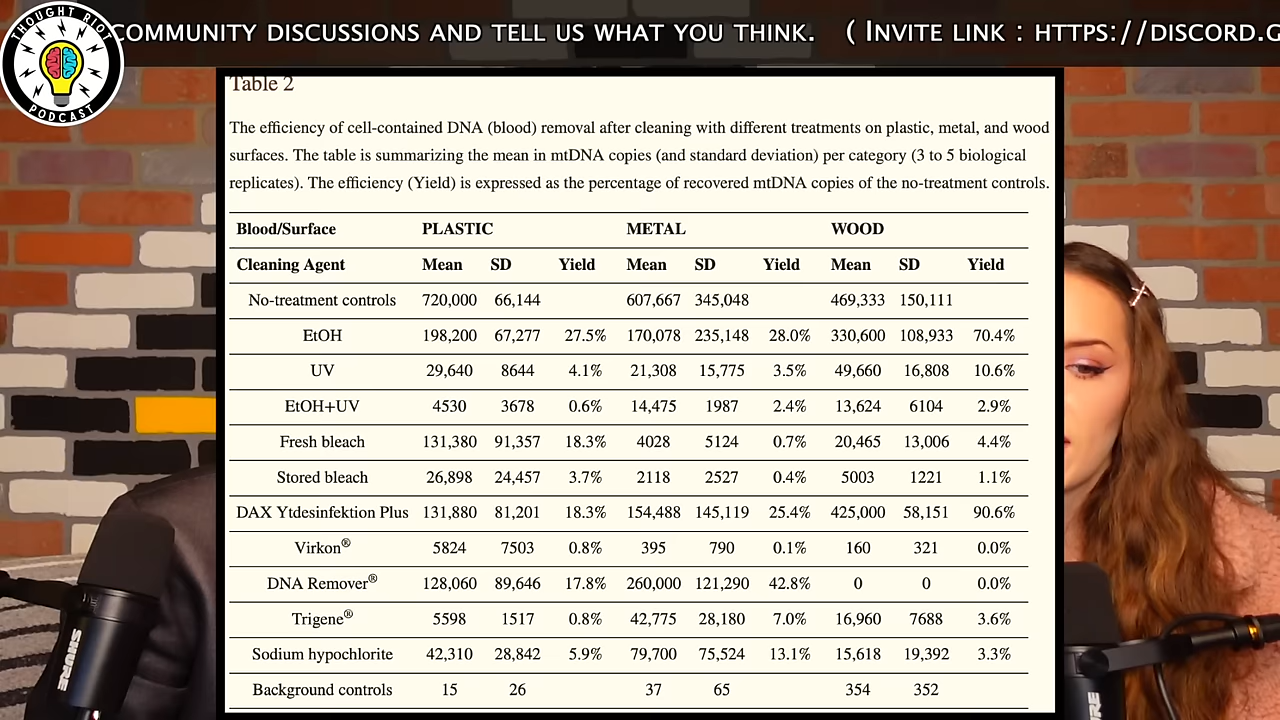 THOUGHT RIOT
PODCAST
COMMUNITY DISCUSSIONS AND TELL US WHAT YOU THINK. ( INVITE LINK : HTTPS://DISCORD.G
Table 2
The efficiency of cell-contained DNA (blood) removal after cleaning with different treatments on plastic, metal, and wood
surfaces. The table is summarizing the mean in mtDNA copies (and standard deviation) per category (3 to 5 biological
replicates). The efficiency (Yield) is expressed as the percentage of recovered mtDNA copies of the no-treatment controls.
Blood/Surface PLASTIC METAL WOOD
Cleaning Agent Mean SD Yield Mean SD Yield Mean SD Yield
No-treatment controls 720,000 66,144 607,667 345,048 469,333 150,111
EtOH 198,200 67,277 27.5% 170,078 235,148 28.0% 330,600 108,933 70.4%
UV 29,640 8644 4.1% 21,308 15,775 3.5% 49,660 16,808 10.6%
EtOH+UV 4530 3678 0.6% 14,475 1987 2.4% 13,624 6104 2.9%
Fresh bleach 131,380 91,357 18.3% 4028 5124 0.7% 20,465 13,006 4.4%
Stored bleach 26,898 24,457 3.7% 2118 2527 0.4% 5003 1221 1.1%
DAX Ytdesinfektion Plus 131,880 81,201 18.3% 154,488 145,119 25.4% 425,000 58,151 90.6%
Virkon® 5824 7503 0.8% 395 790 0.1% 160 321 0.0%
DNA Remover® 128,060 89,646 17.8% 260,000 121,290 42.8% 0 0 0.0%
Trigene® 5598 1517 0.8% 42,775 28,180 7.0% 16,960 7688 3.6%
Sodium hypochlorite 42,310 28,842 5.9% 79,700 75,524 13.1% 15,618 19,392 3.3%
Background controls 15 26 37 65 354 352
SHURE
RE